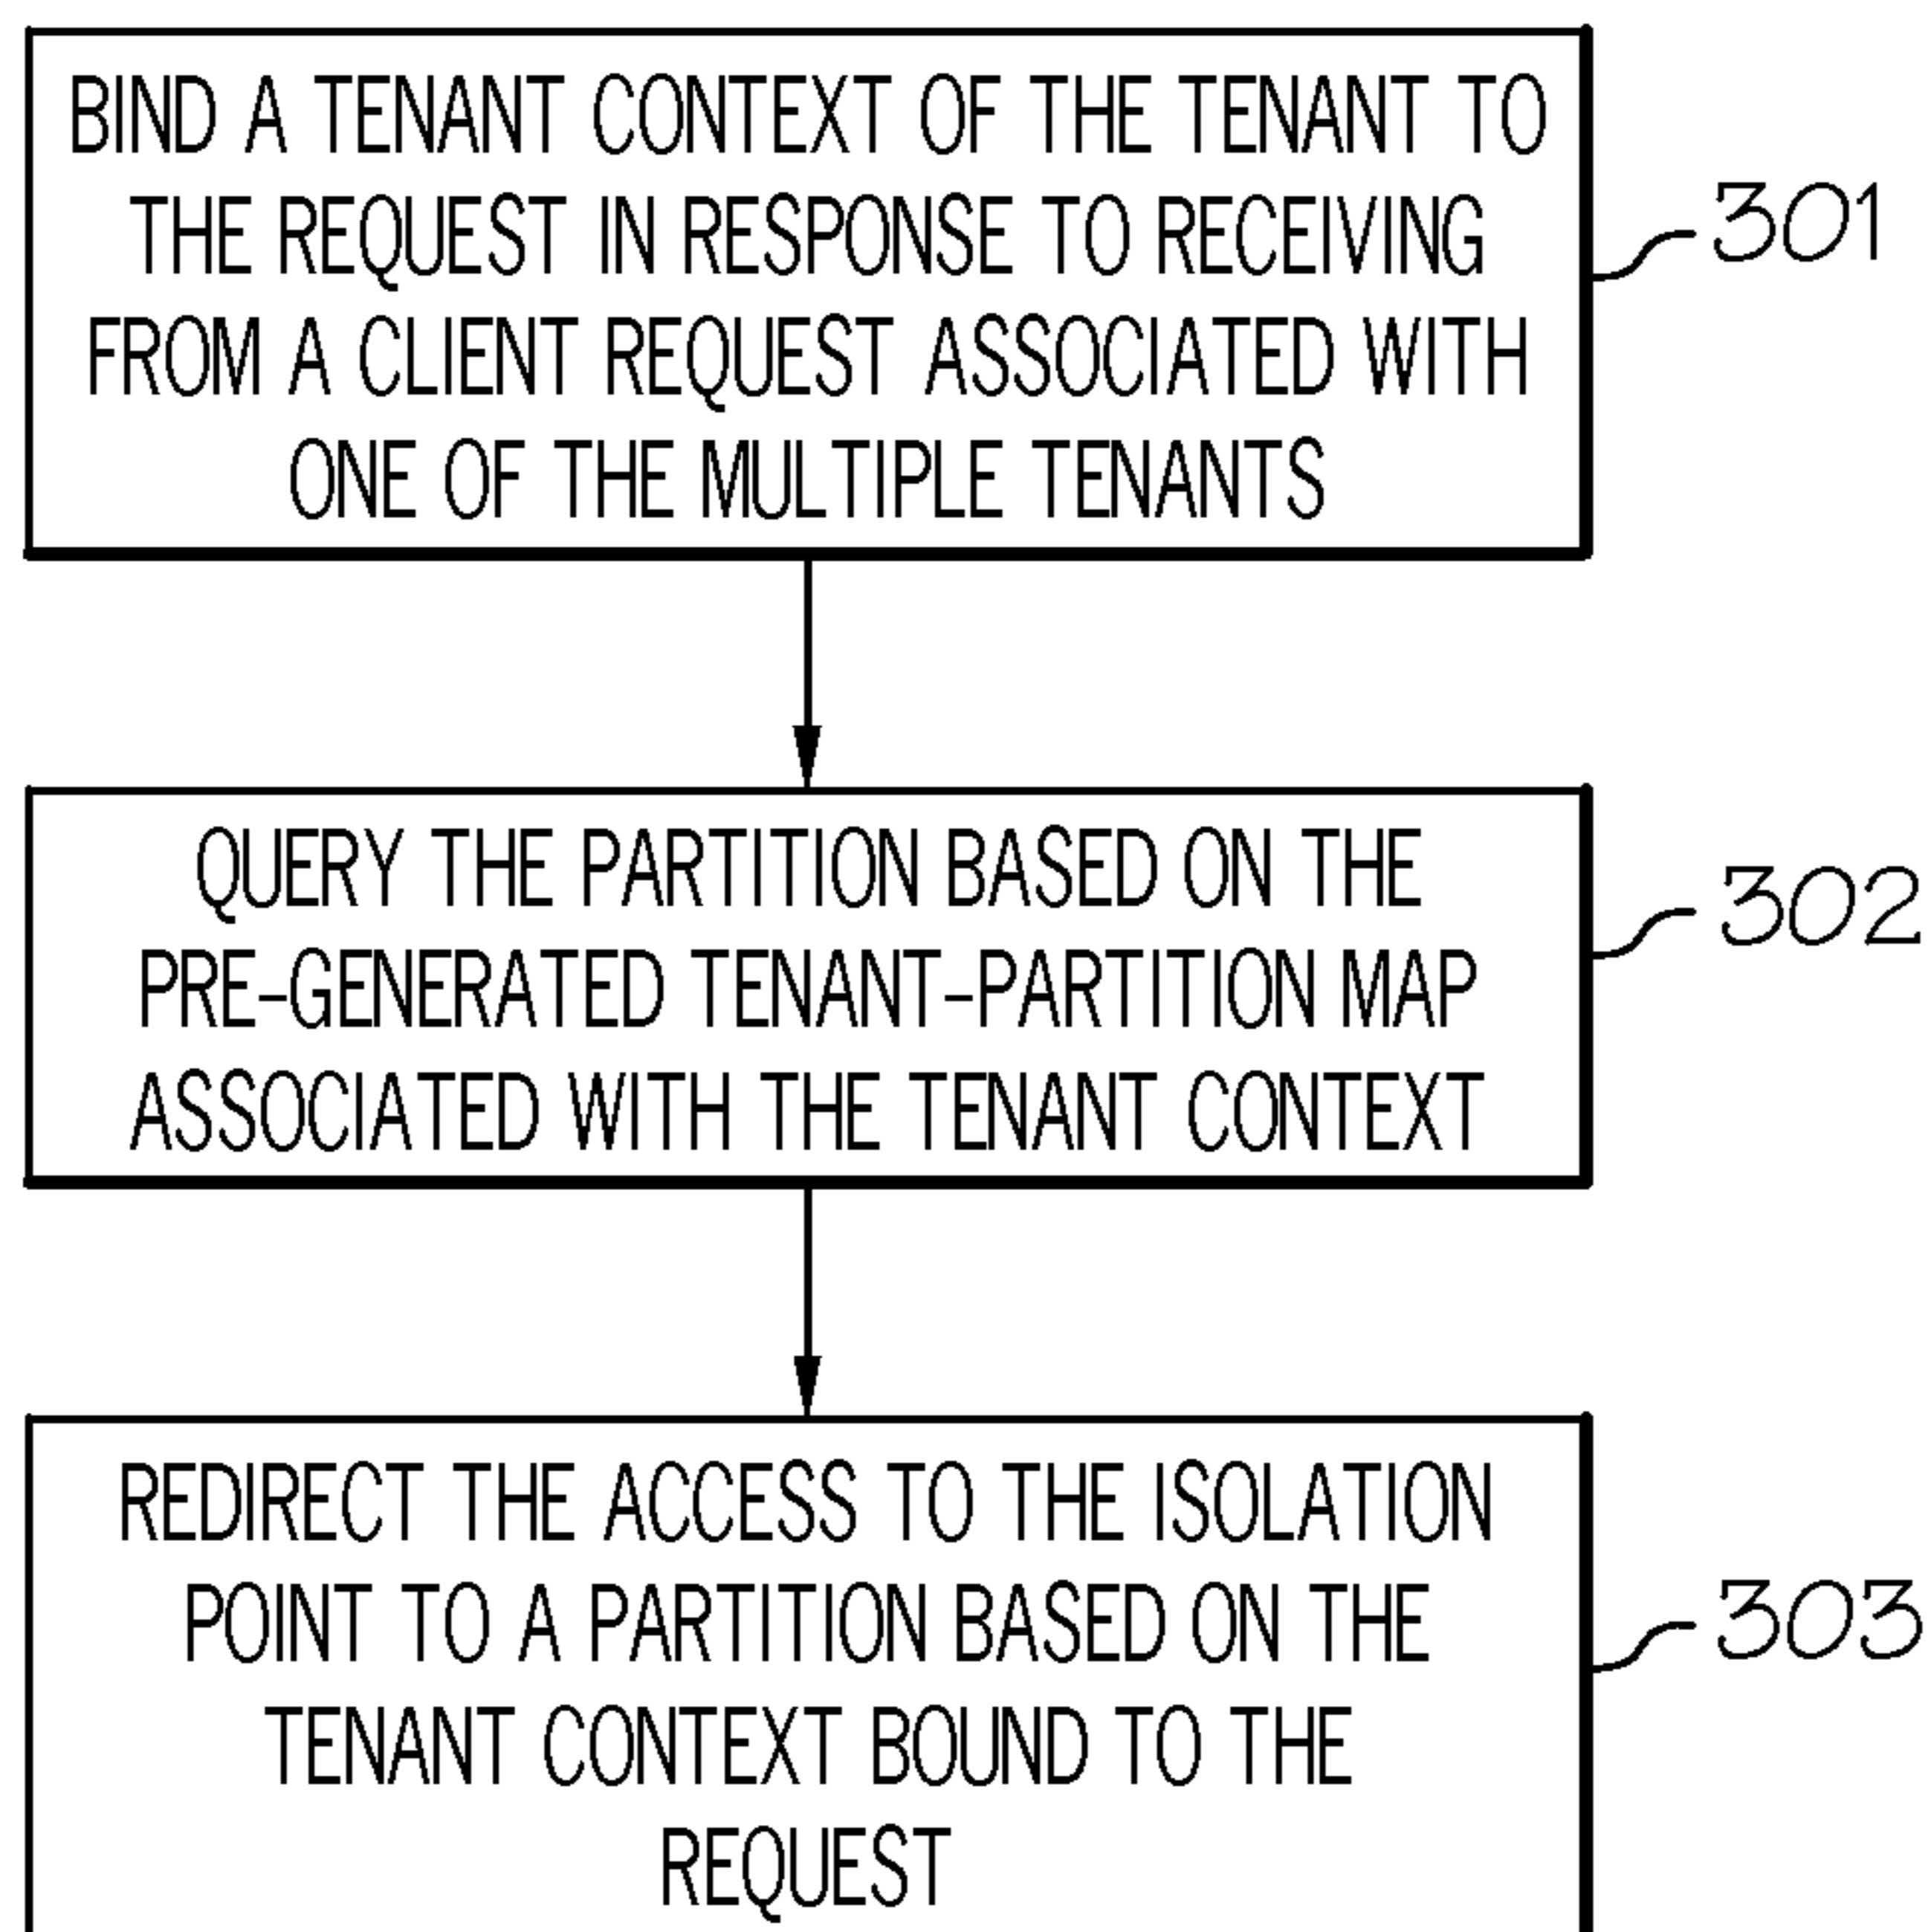 BIND A TENANT CONTEXT OF THE TENANT TO
THE REQUEST IN RESPONSE TO RECEIVING
FROM A CLIENT REQUEST ASSOCIATED WITH
ONE OF THE MULTIPLE TENANTS
301
QUERY THE PARTITION BASED ON THE
PRE-GENERATED TENANT-PARTITION MAP
ASSOCIATED WITH THE TENANT CONTEXT
302
REDIRECT THE ACCESS TO THE ISOLATION
POINT TO A PARTITION BASED ON THE
TENANT CONTEXT BOUND TO THE
REQUEST
303